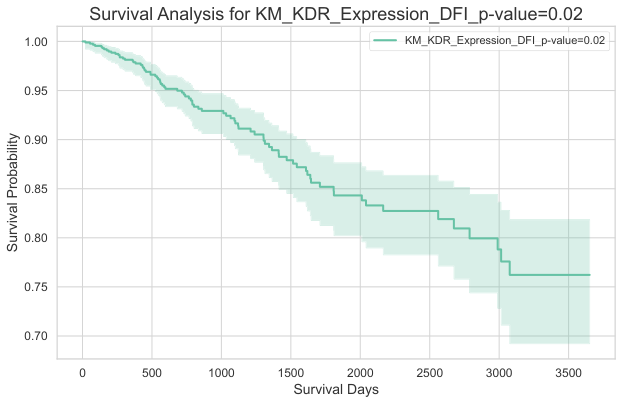 Survival Analysis for KM_KDR_Expression_DFI_p-value=0.02
KM_KDR_Expression_DFI_p-value=0.02
1.00
0.95
0.90
0.85
0.80
0.75
0.70
Survival Probability
0 500 1000 1500 2000 2500 3000 3500
Survival Days